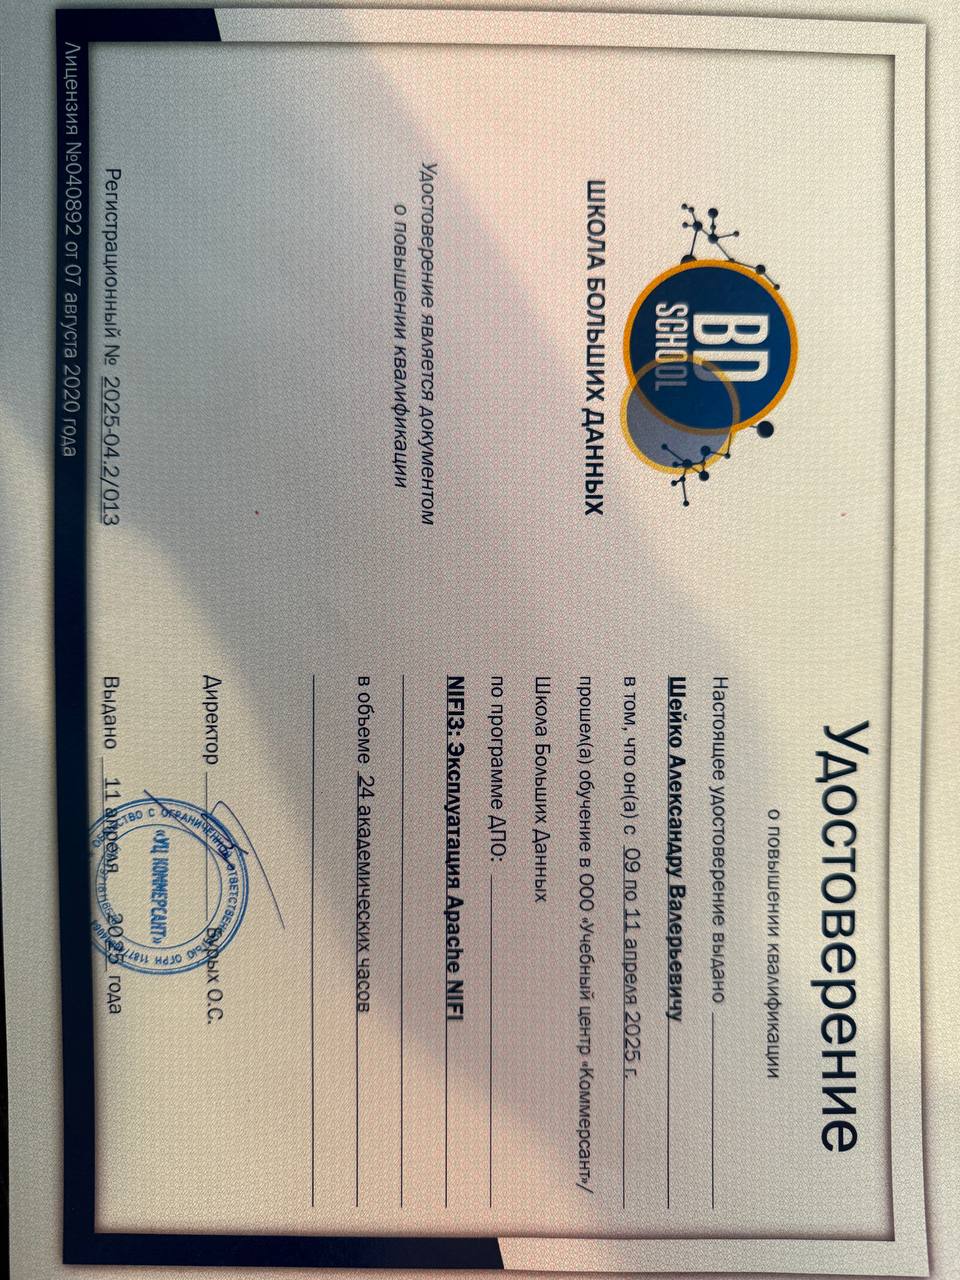 BD
SCHOOL
ШКОЛА БОЛЬШИХ ДАННЫХ
Удостоверение является документом
о повышении квалификации
Регистрационный № 2025-04.2/013
Лицензия №040892 от 07 августа 2020 года
Удостоверение
о повышении квалификации
Настоящее удостоверение выдано
Шейко Александру Валерьевичу
в том, что он(а) с 09 по 11 апреля 2025 г.
прошел(а) обучение в ООО «Учебный центр «Коммерсант»/
Школа Больших Данных
по программе ДПО:
NIFI3: Эксплуатация Apache NIFI
в объеме 24 академических часов
Директор Бурых О.С.
С ОГРАНИЧЕННОЙ ОТВЕТСТВЕННОСТЬЮ ОГРН
«УЦ КОММЕРСАНТ»
Выдано 11 апреля 2025 года